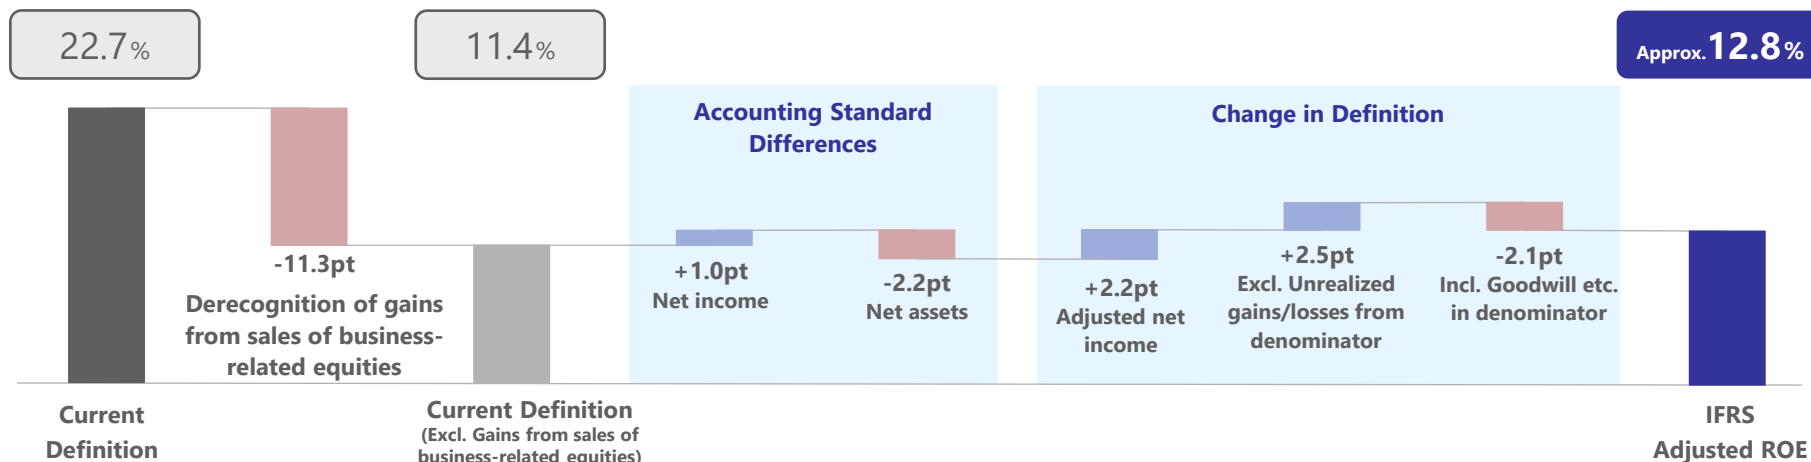 22.7%
11.4%
Approx.12.8%
Accounting Standard
Differences
Change in Definition
-11.3pt
Derecognition of gains
from sales of business-
related equities
+1.0pt
Net income
-2.2pt
Net assets
+2.2pt
Adjusted net
income
+2.5pt
Excl. Unrealized
gains/losses from
denominator
-2.1pt
Incl. Goodwill etc.
in denominator
Current
Definition
Current Definition
(Excl. Gains from sales of
business-related equities)
IFRS
Adjusted ROE